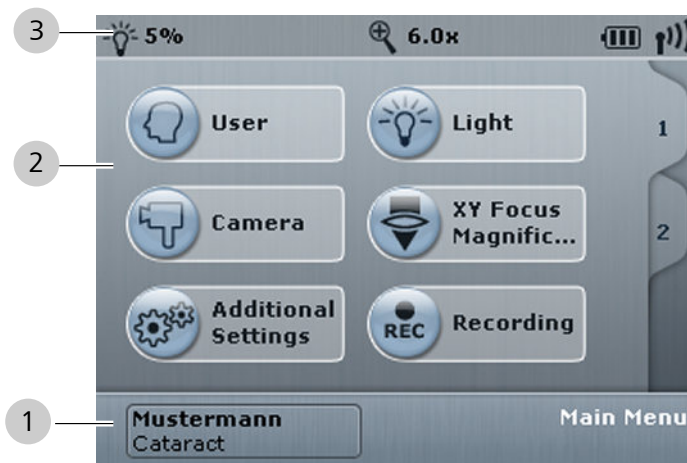 3
5%
6.0x
User
Light
1
2
Camera
XY Focus
Magnific...
2
Additional
Settings
REC
Recording
1
Mustermann
Cataract
Main Menu